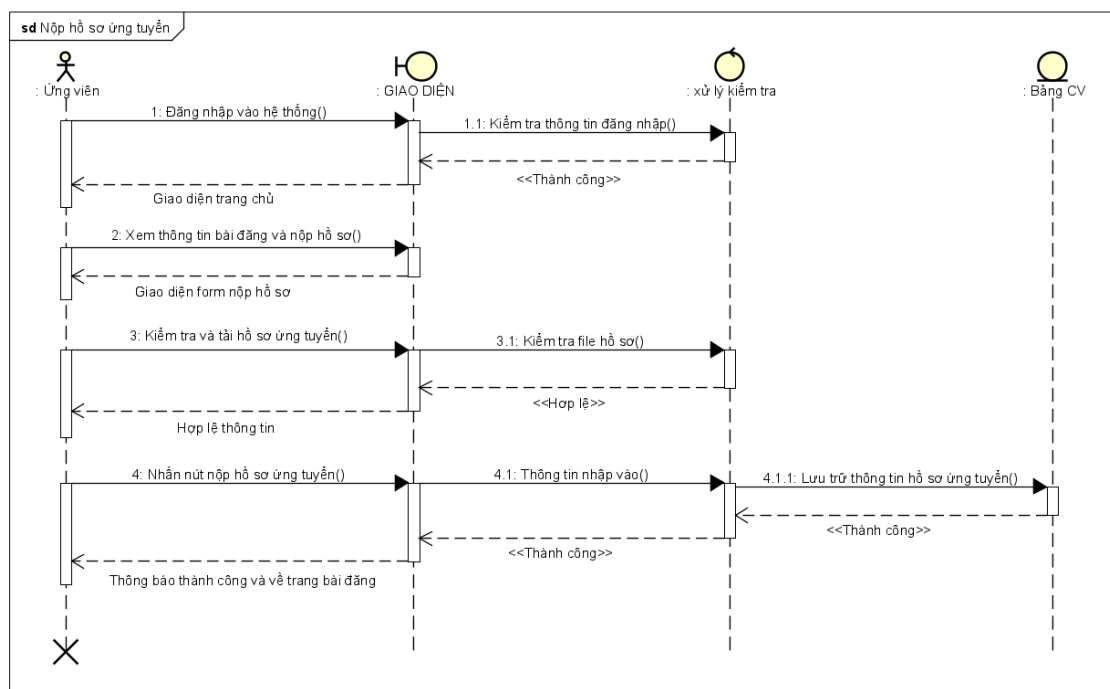 sd Nộp hồ sơ ứng tuyển
: Ứng viên
: GIAO DIỆN
: xử lý kiểm tra
: Bảng CV
1: Đăng nhập vào hệ thống()
1.1: Kiểm tra thông tin đăng nhập()
<<Thành công>>
Giao diện trang chủ
2: Xem thông tin bài đăng và nộp hồ sơ()
Giao diện form nộp hồ sơ
3: Kiểm tra và tải hồ sơ ứng tuyển()
3.1: Kiểm tra file hồ sơ()
<<Hợp lệ>>
Hợp lệ thông tin
4: Nhấn nút nộp hồ sơ ứng tuyển()
4.1: Thông tin nhập vào()
4.1.1: Lưu trữ thông tin hồ sơ ứng tuyển()
<<Thành công>>
<<Thành công>>
Thông báo thành công và về trang bài đăng